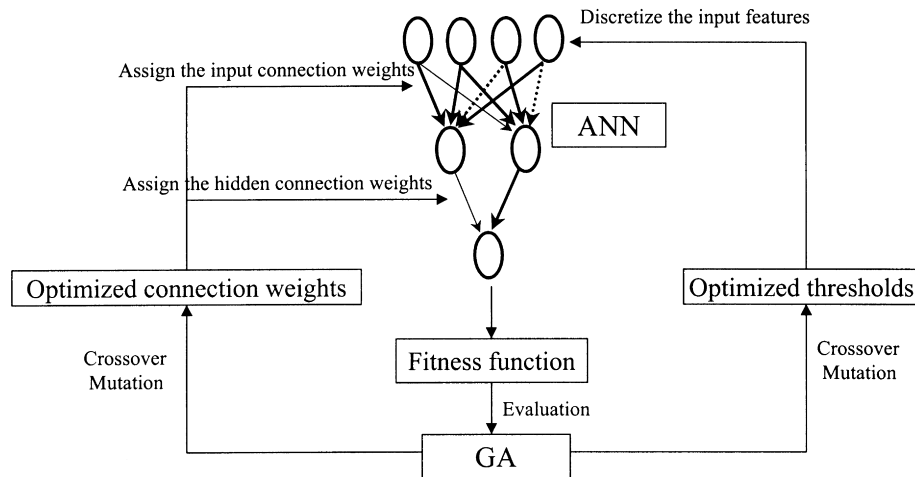 Discretize the input features
Assign the input connection weights
ANN
Assign the hidden connection weights
Optimized connection weights
Optimized thresholds
Crossover
Mutation
Fitness function
Crossover
Mutation
Evaluation
GA